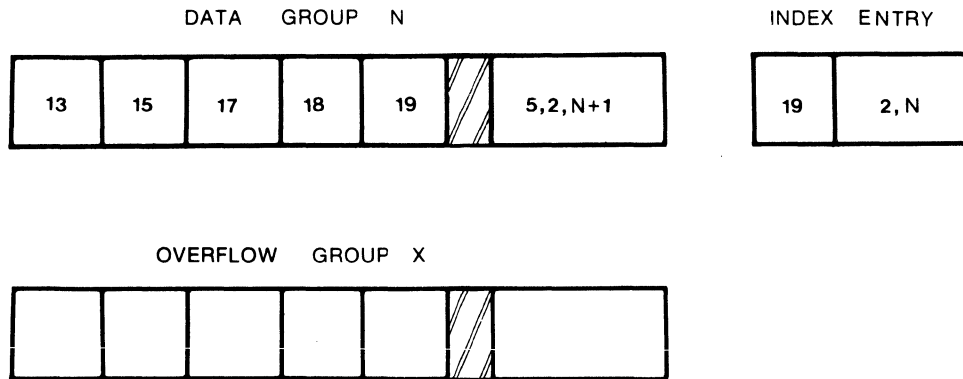 DATA GROUP N
INDEX ENTRY
13 15 17 18 19 5,2,N+1
19 2,N
OVERFLOW GROUP X